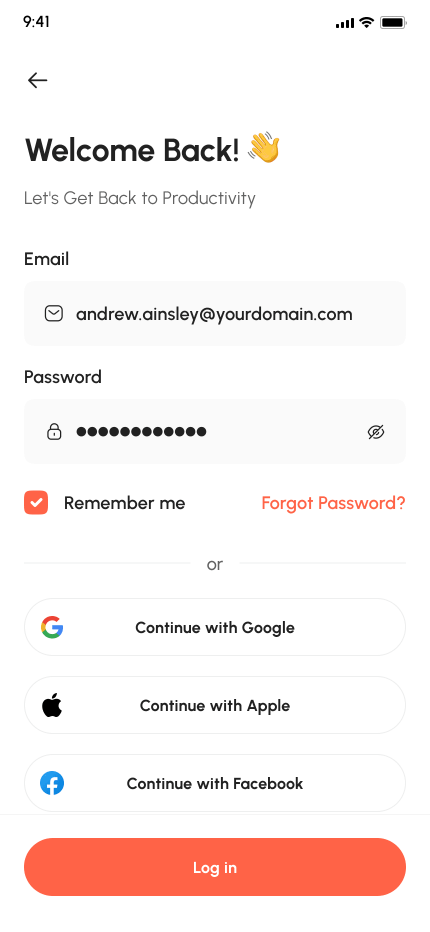 9:41
Welcome Back! 👋
Let's Get Back to Productivity
Email
andrew.ainsley@yourdomain.com
Password
●●●●●●●●●●●●
Remember me Forgot Password?
or
Continue with Google
Continue with Apple
Continue with Facebook
Log in